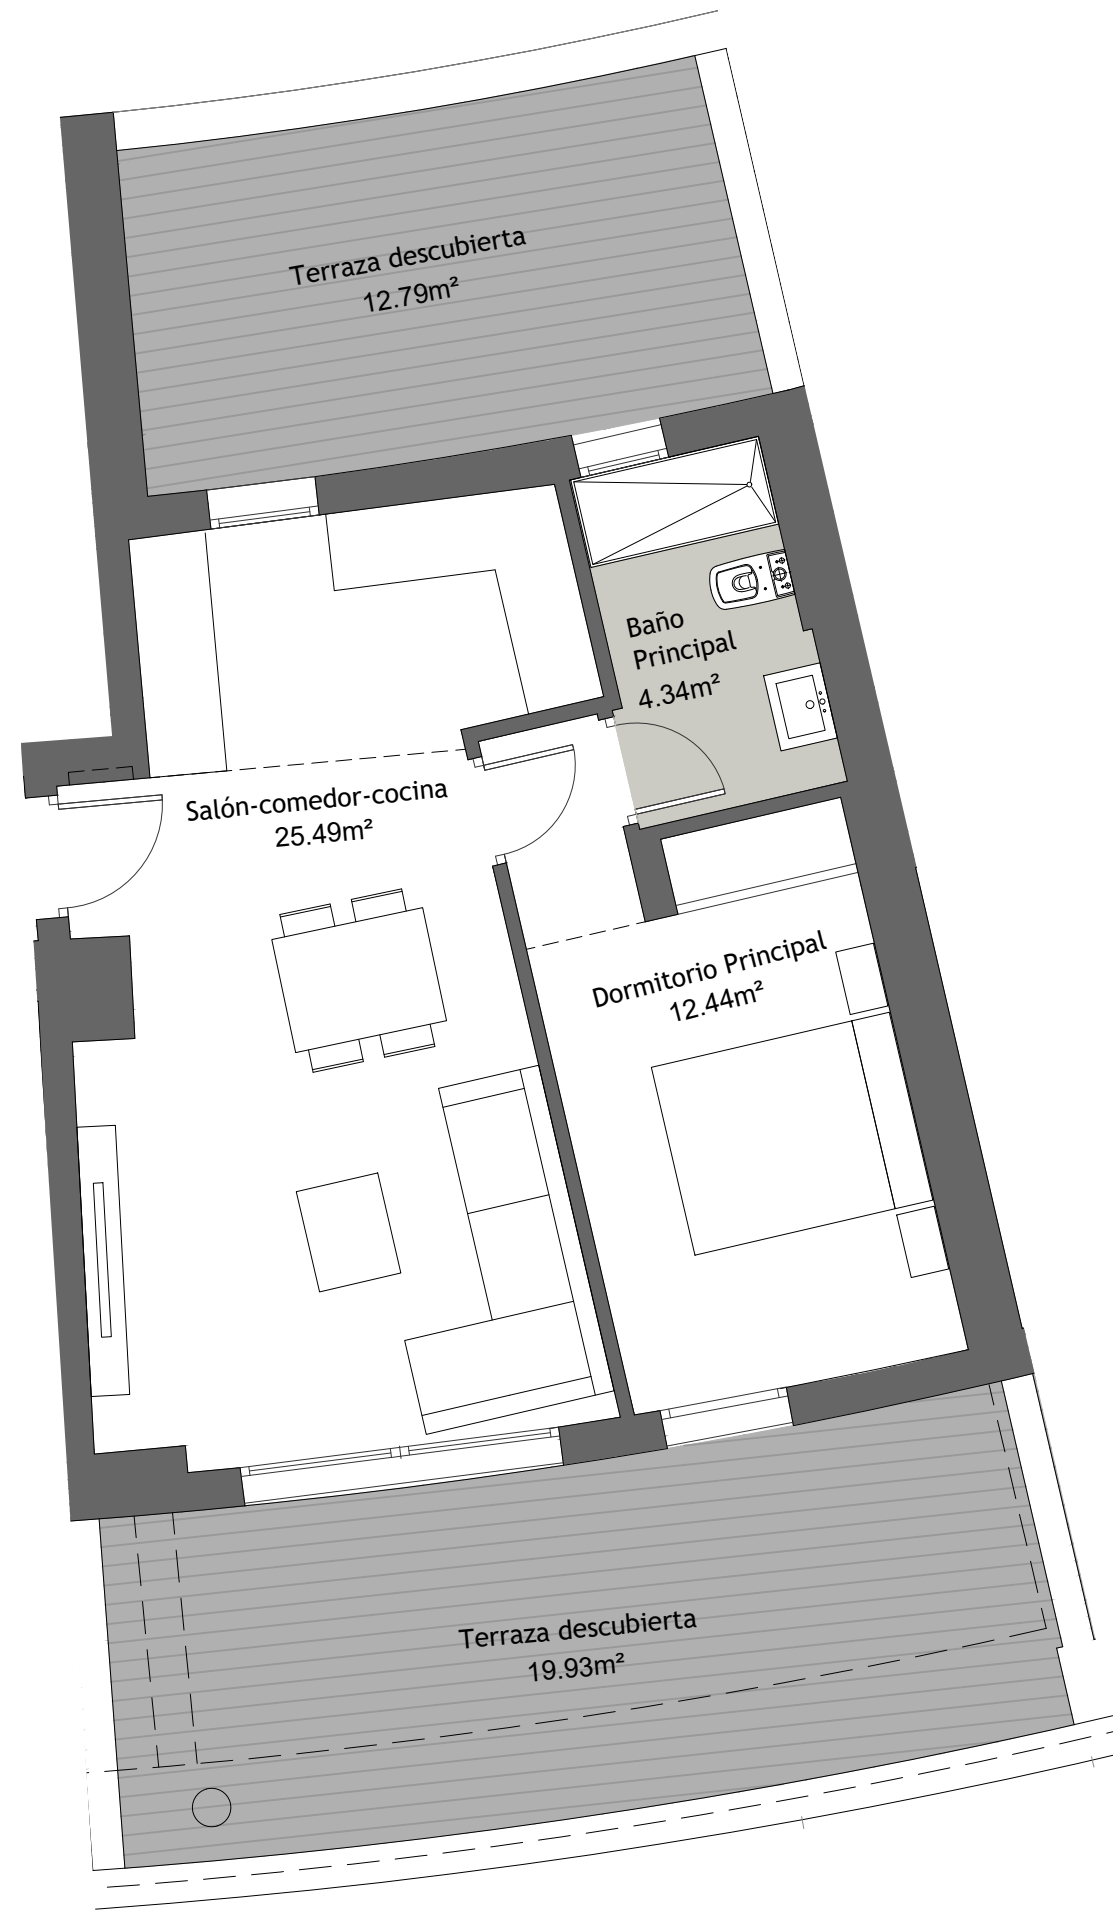 Terraza descubierta
12.79m²
Baño
Principal
4.34m²
Salón-comedor-cocina
25.49m²
Dormitorio Principal
12.44m²
Terraza descubierta
19.93m²